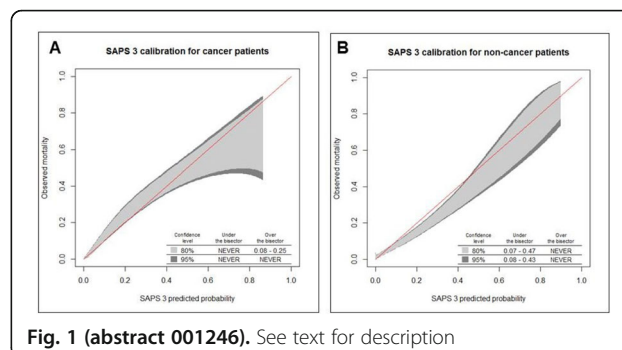 A
SAPS 3 calibration for cancer patients
Observed mortality
1.0
0.8
0.6
0.4
0.2
0.0
Confidence level Under the bisector Over the bisector
80% NEVER 0.08 - 0.25
95% NEVER NEVER
0.0 0.2 0.4 0.6 0.8 1.0
SAPS 3 predicted probability
B
SAPS 3 calibration for non-cancer patients
Observed mortality
1.0
0.8
0.6
0.4
0.2
0.0
Confidence level Under the bisector Over the bisector
80% 0.07 - 0.47 NEVER
95% 0.08 - 0.43 NEVER
0.0 0.2 0.4 0.6 0.8 1.0
SAPS 3 predicted probability
Fig. 1 (abstract 001246). See text for description